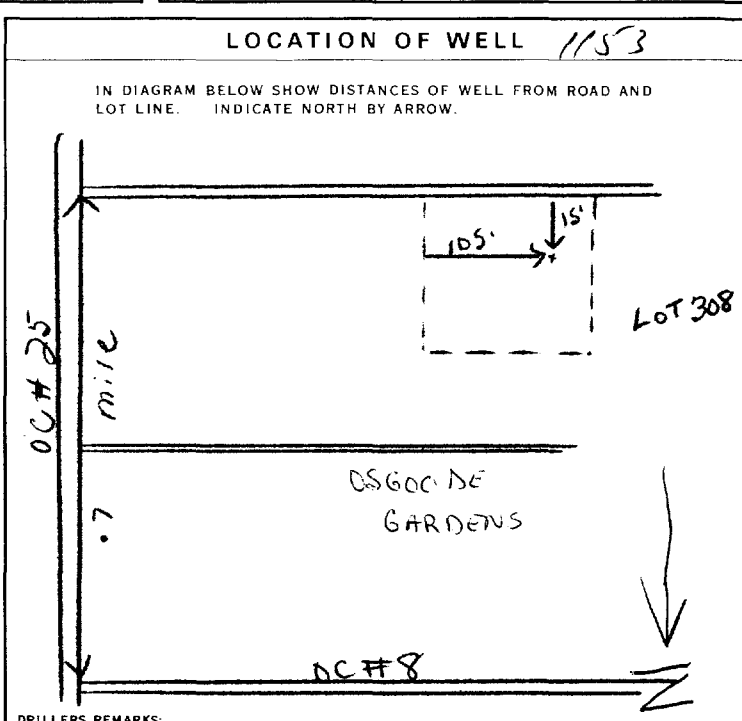 LOCATION OF WELL 1153
IN DIAGRAM BELOW SHOW DISTANCES OF WELL FROM ROAD AND
LOT LINE. INDICATE NORTH BY ARROW.
15'
105'
LOT 308
OC # 25
.7 mile
OSGOODE
GARDENS
OC #8
N
DRILLERS REMARKS: